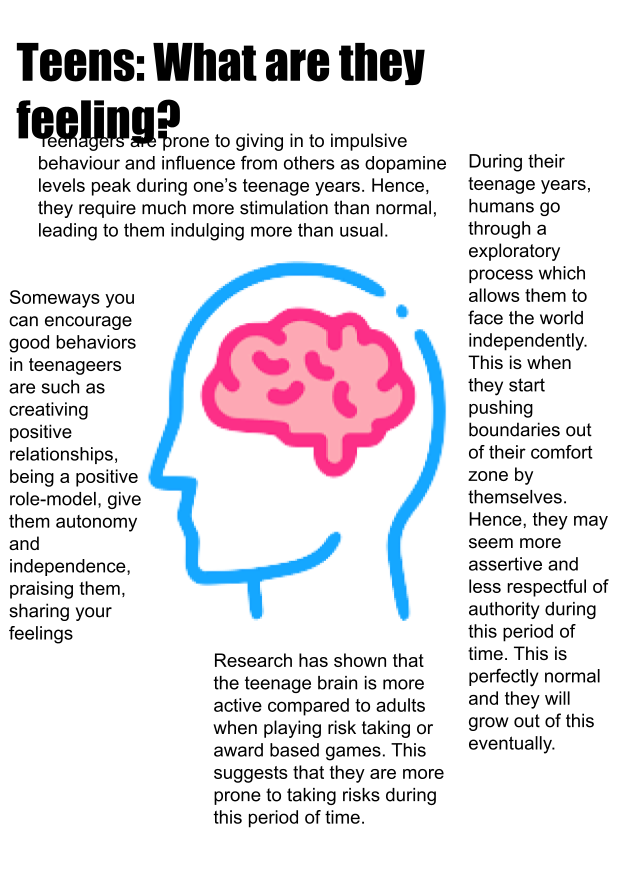 Teens: What are they
feeling?
Teenagers are prone to giving in to impulsive
behaviour and influence from others as dopamine
levels peak during one’s teenage years. Hence,
they require much more stimulation than normal,
leading to them indulging more than usual.
Someways you
can encourage
good behaviors
in teenageers
are such as
creativing
positive
relationships,
being a positive
role-model, give
them autonomy
and
independence,
praising them,
sharing your
feelings
During their
teenage years,
humans go
through a
exploratory
process which
allows them to
face the world
independently.
This is when
they start
pushing
boundaries out
of their comfort
zone by
themselves.
Hence, they may
seem more
assertive and
less respectful of
authority during
this period of
time. This is
perfectly normal
and they will
grow out of this
eventually.
Research has shown that
the teenage brain is more
active compared to adults
when playing risk taking or
award based games. This
suggests that they are more
prone to taking risks during
this period of time.